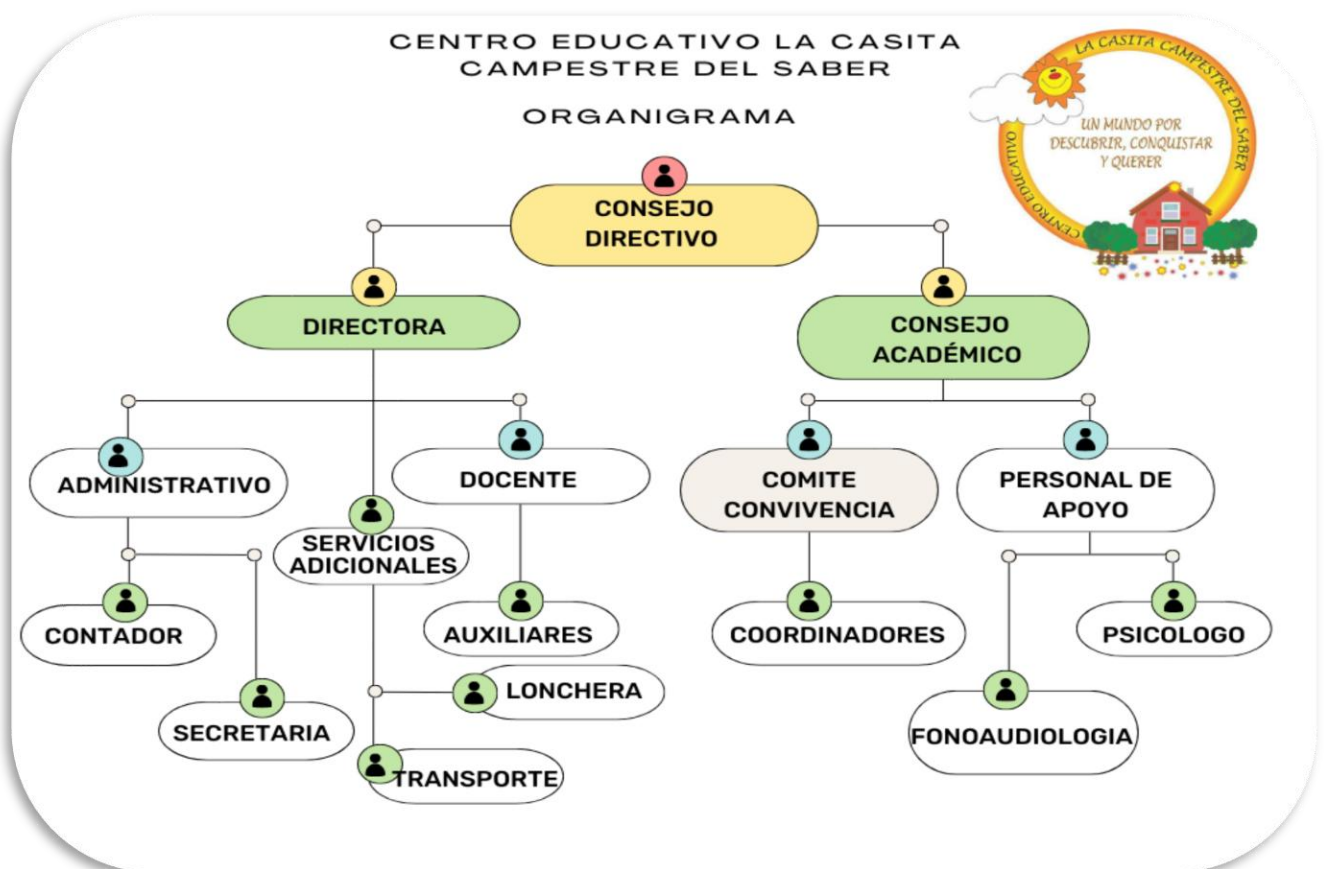 CENTRO EDUCATIVO LA CASITA
CAMPESTRE DEL SABER
ORGANIGRAMA
LA CASITA CAMPESTRE DEL SABER
CENTRO EDUCATIVO
UN MUNDO POR
DESCUBRIR, CONQUISTAR
Y QUERER
CONSEJO
DIRECTIVO
DIRECTORA
CONSEJO
ACADÉMICO
ADMINISTRATIVO
SERVICIOS
ADICIONALES
DOCENTE
COMITE
CONVIVENCIA
PERSONAL DE
APOYO
CONTADOR
SECRETARIA
AUXILIARES
LONCHERA
TRANSPORTE
COORDINADORES
PSICOLOGO
FONOAUDIOLOGIA